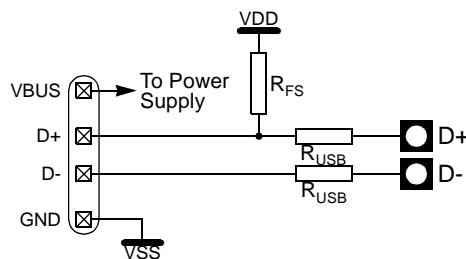 VDD
VBUS
To Power
Supply
R_FS
D+
D+
D-
R_USB
D-
R_USB
GND
VSS